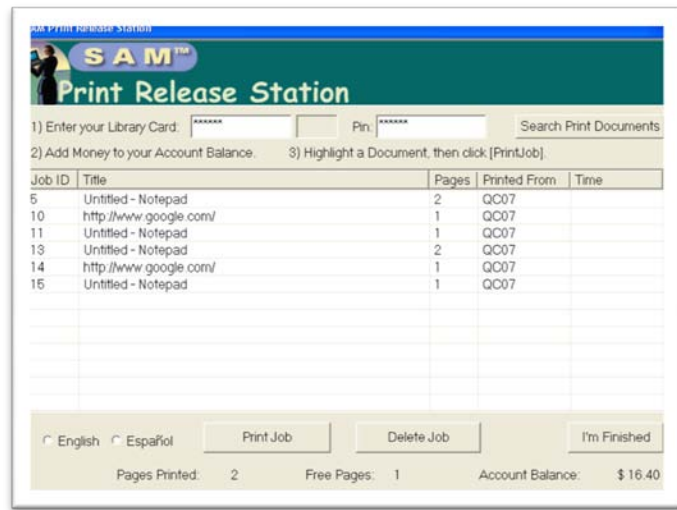 SAM Print Release Station
S A M™
Print Release Station
1) Enter your Library Card: ****** Pin: ****** Search Print Documents
2) Add Money to your Account Balance. 3) Highlight a Document, then click [PrintJob].
Job ID Title Pages Printed From Time
5 Untitled - Notepad 2 QC07
10 http://www.google.com/ 1 QC07
11 Untitled - Notepad 1 QC07
13 Untitled - Notepad 2 QC07
14 http://www.google.com/ 1 QC07
15 Untitled - Notepad 1 QC07
English Español Print Job Delete Job I'm Finished
Pages Printed: 2 Free Pages: 1 Account Balance: $ 16.40